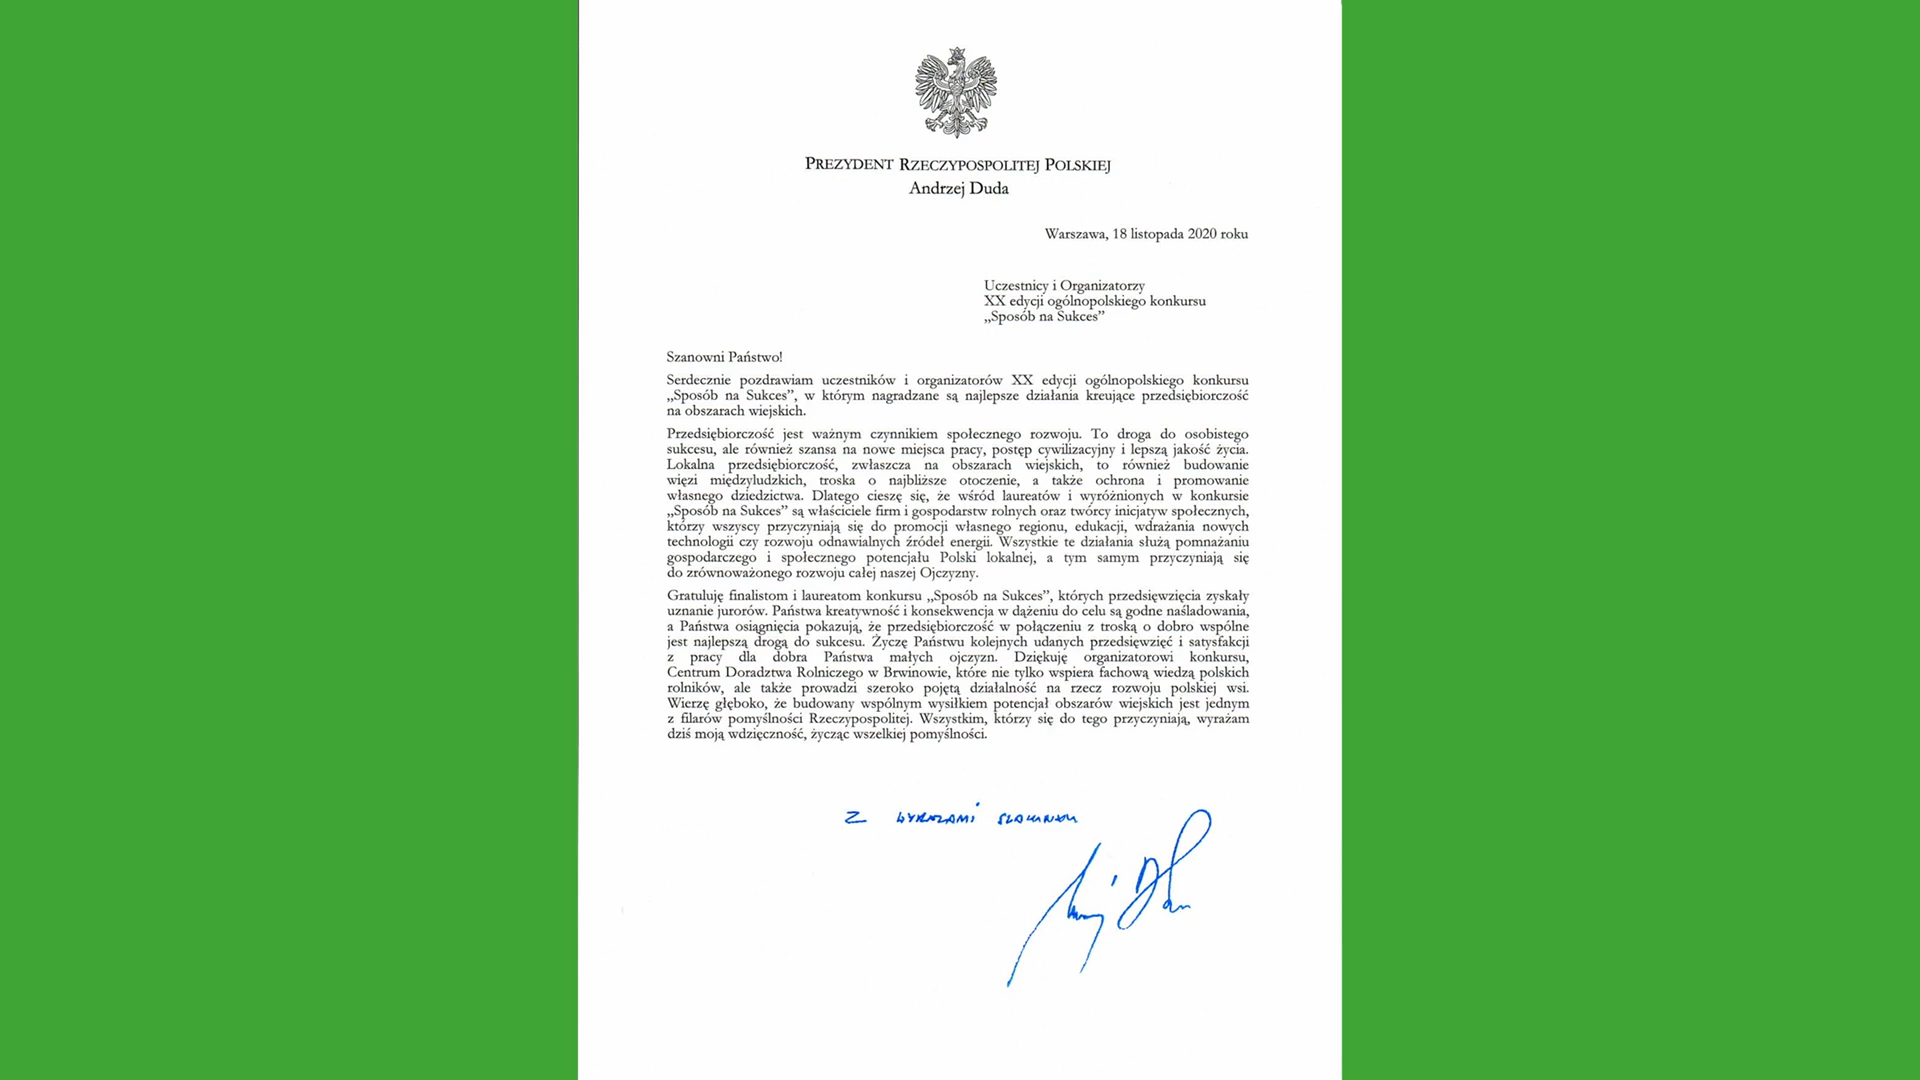 PREZYDENT RZECZYPOSPOLITEJ POLSKIEJ
Andrzej Duda
Warszawa, 18 listopada 2020 roku
Uczestnicy i Organizatorzy
XX edycji ogólnopolskiego konkursu
„Sposób na Sukces”
Szanowni Państwo!
Serdecznie pozdrawiam uczestników i organizatorów XX edycji ogólnopolskiego konkursu
„Sposób na Sukces”, w którym nagradzane są najlepsze działania kreujące przedsiębiorczość
na obszarach wiejskich.
Przedsiębiorczość jest ważnym czynnikiem społecznego rozwoju. To droga do osobistego
sukcesu, ale również szansa na nowe miejsca pracy, postęp cywilizacyjny i lepszą jakość życia.
Lokalna przedsiębiorczość, zwłaszcza na obszarach wiejskich, to również budowanie
więzi międzyludzkich, troska o najbliższe otoczenie, a także ochrona i promowanie
własnego dziedzictwa. Dlatego cieszę się, że wśród laureatów i wyróżnionych w konkursie
„Sposób na Sukces” są właściciele firm i gospodarstw rolnych oraz twórcy inicjatyw społecznych,
którzy wszyscy przyczyniają się do promocji własnego regionu, edukacji, wdrażania nowych
technologii czy rozwoju odnawialnych źródeł energii. Wszystkie te działania służą pomnażaniu
gospodarczego i społecznego potencjału Polski lokalnej, a tym samym przyczyniają się
do zrównoważonego rozwoju całej naszej Ojczyzny.
Gratuluję finalistom i laureatom konkursu „Sposób na Sukces”, których przedsięwzięcia zyskały
uznanie jurorów. Państwa kreatywność i konsekwencja w dążeniu do celu są godne naśladowania,
a Państwa osiągnięcia pokazują, że przedsiębiorczość w połączeniu z troską o dobro wspólne
jest najlepszą drogą do sukcesu. Życzę Państwu kolejnych udanych przedsięwzięć i satysfakcji
z pracy dla dobra Państwa małych ojczyzn. Dziękuję organizatorowi konkursu,
Centrum Doradztwa Rolniczego w Brwinowie, które nie tylko wspiera fachową wiedzą polskich
rolników, ale także prowadzi szeroko pojętą działalność na rzecz rozwoju polskiej wsi.
Wierzę głęboko, że budowany wspólnym wysiłkiem potencjał obszarów wiejskich jest jednym
z filarów pomyślności Rzeczypospolitej. Wszystkim, którzy się do tego przyczyniają, wyrażam
dziś moją wdzięczność, życząc wszelkiej pomyślności.
Z WYRAZAMI SZACUNKU